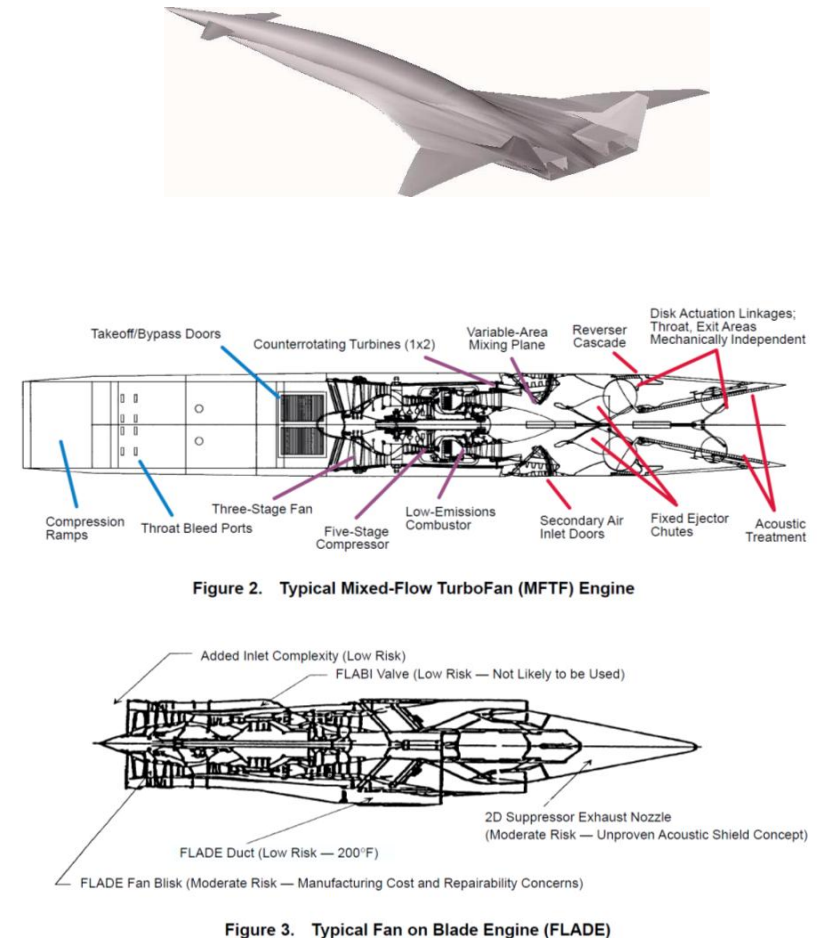 Takeoff/Bypass Doors
Counterrotating Turbines (1x2)
Variable-Area
Mixing Plane
Reverser
Cascade
Disk Actuation Linkages;
Throat, Exit Areas
Mechanically Independent
Compression
Ramps
Throat Bleed Ports
Three-Stage Fan
Five-Stage
Compressor
Low-Emissions
Combustor
Secondary Air
Inlet Doors
Fixed Ejector
Chutes
Acoustic
Treatment
Figure 2. Typical Mixed-Flow TurboFan (MFTF) Engine
Added Inlet Complexity (Low Risk)
FLABI Valve (Low Risk — Not Likely to be Used)
2D Suppressor Exhaust Nozzle
(Moderate Risk — Unproven Acoustic Shield Concept)
FLADE Duct (Low Risk — 200°F)
FLADE Fan Blisk (Moderate Risk — Manufacturing Cost and Repairability Concerns)
Figure 3. Typical Fan on Blade Engine (FLADE)